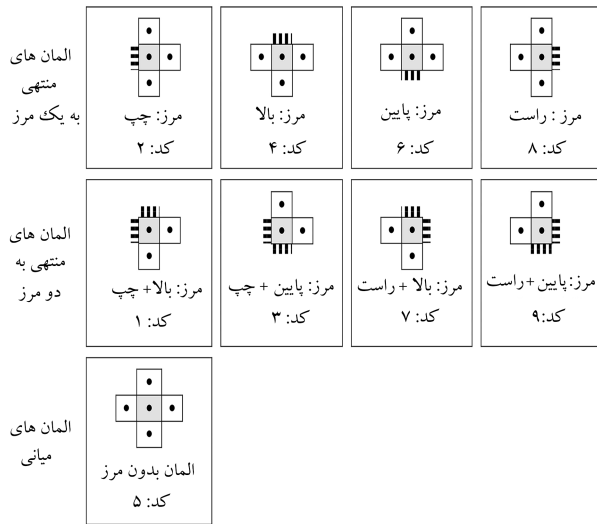 المان های
منتهی
به یک مرز
مرز : راست
کد: ۸
مرز: پایین
کد: ۶
مرز: بالا
کد: ۴
مرز: چپ
کد: ۲
المان های
منتهی به
دو مرز
مرز:پایین+راست
کد:۹
مرز: بالا + راست
کد: ۷
مرز: پایین + چپ
کد: ۳
مرز: بالا+ چپ
کد: ۱
المان های
میانی
المان بدون مرز
کد: ۵